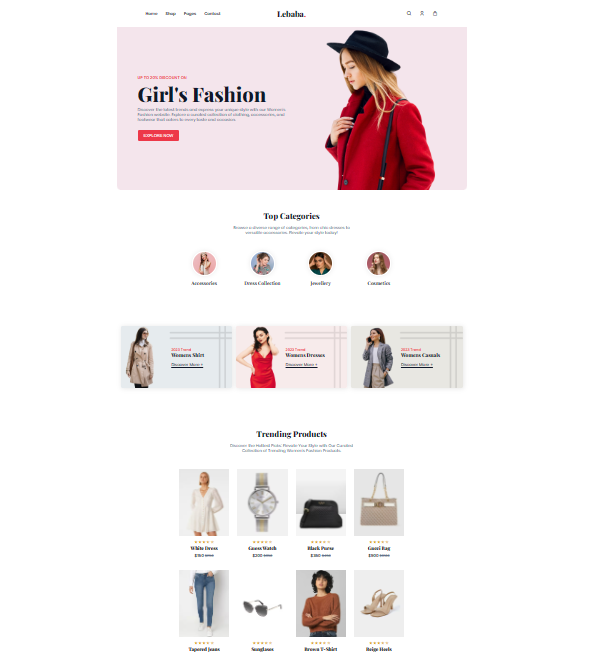 Home Shop Pages Contact
Lebaba.
UP TO 20% DISCOUNT ON
Girl's Fashion
Discover the latest trends and express your unique style with our Women's
Fashion website. Explore a curated collection of clothing, accessories, and
footwear that caters to every taste and occasion.
EXPLORE NOW
Top Categories
Browse a diverse range of categories, from chic dresses to
versatile accessories. Elevate your style today!
Accessories Dress Collection Jewellery Cosmetics
2023 Trend
Womens Shirt
Discover More +
2023 Trend
Womens Dresses
Discover More +
2023 Trend
Womens Casuals
Discover More +
Trending Products
Discover the Hottest Picks: Elevate Your Style with Our Curated
Collection of Trending Women's Fashion Products.
White Dress Guess Watch Black Purse Gucci Bag
Tapered Jeans Sunglases Brown T-Shirt Beige Heels